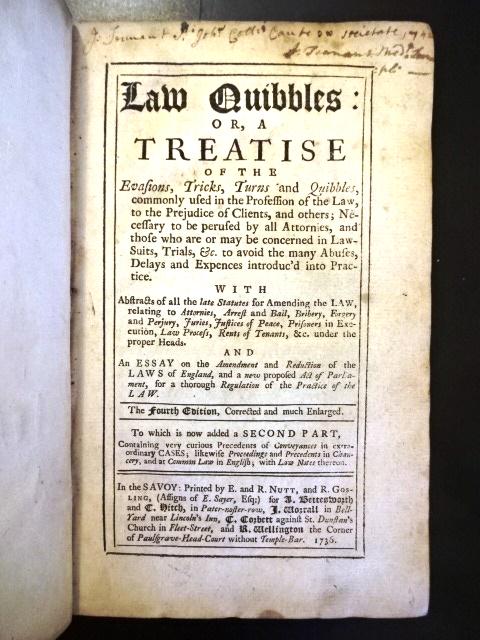 Law Quibbles:
OR, A
TREATISE
OF THE
Evasions, Tricks, Turns and Quibbles,
commonly used in the Profession of the Law,
to the Prejudice of Clients, and others; Ne-
cessary to be perused by all Attornies, and
those who are or may be concerned in Law-
Suits, Trials, &c. to avoid the many Abuses,
Delays and Expences introduc'd into Prac-
tice.
WITH
Abstracts of all the late Statutes for Amending the LAW,
relating to Attornies, Arrest and Bail, Bribery, Forgery
and Perjury, Juries, Justices of Peace, Prisoners in Exe-
cution, Law Process, Rents of Tenants, &c. under the
proper Heads.
AND
An ESSAY on the Amendment and Reduction of the
LAWS of England, and a new proposed Act of Parlia-
ment, for a thorough Regulation of the Practice of the
LAW.
The Fourth Edition, Corrected and much Enlarged.
To which is now added a SECOND PART,
Containing very curious Precedents of Conveyances in extra-
ordinary CASES; likewise Proceedings and Precedents in Chan-
cery, and at Common Law in English; with Law Notes thereon.
In the SAVOY: Printed by E. and R. NUTT, and R. GOS-
LING, (Assigns of E. Sayer, Esq;) for A. Bettesworth
and C. Hitch, in Pater-noster-row, J. Worrall in Bell-
Yard near Lincoln's Inn, C. Corbett against St. Dunstan's
Church in Fleet-Street, and R. Wellington the Corner
of Paulsgrave-Head-Court without Temple-Bar. 1736.